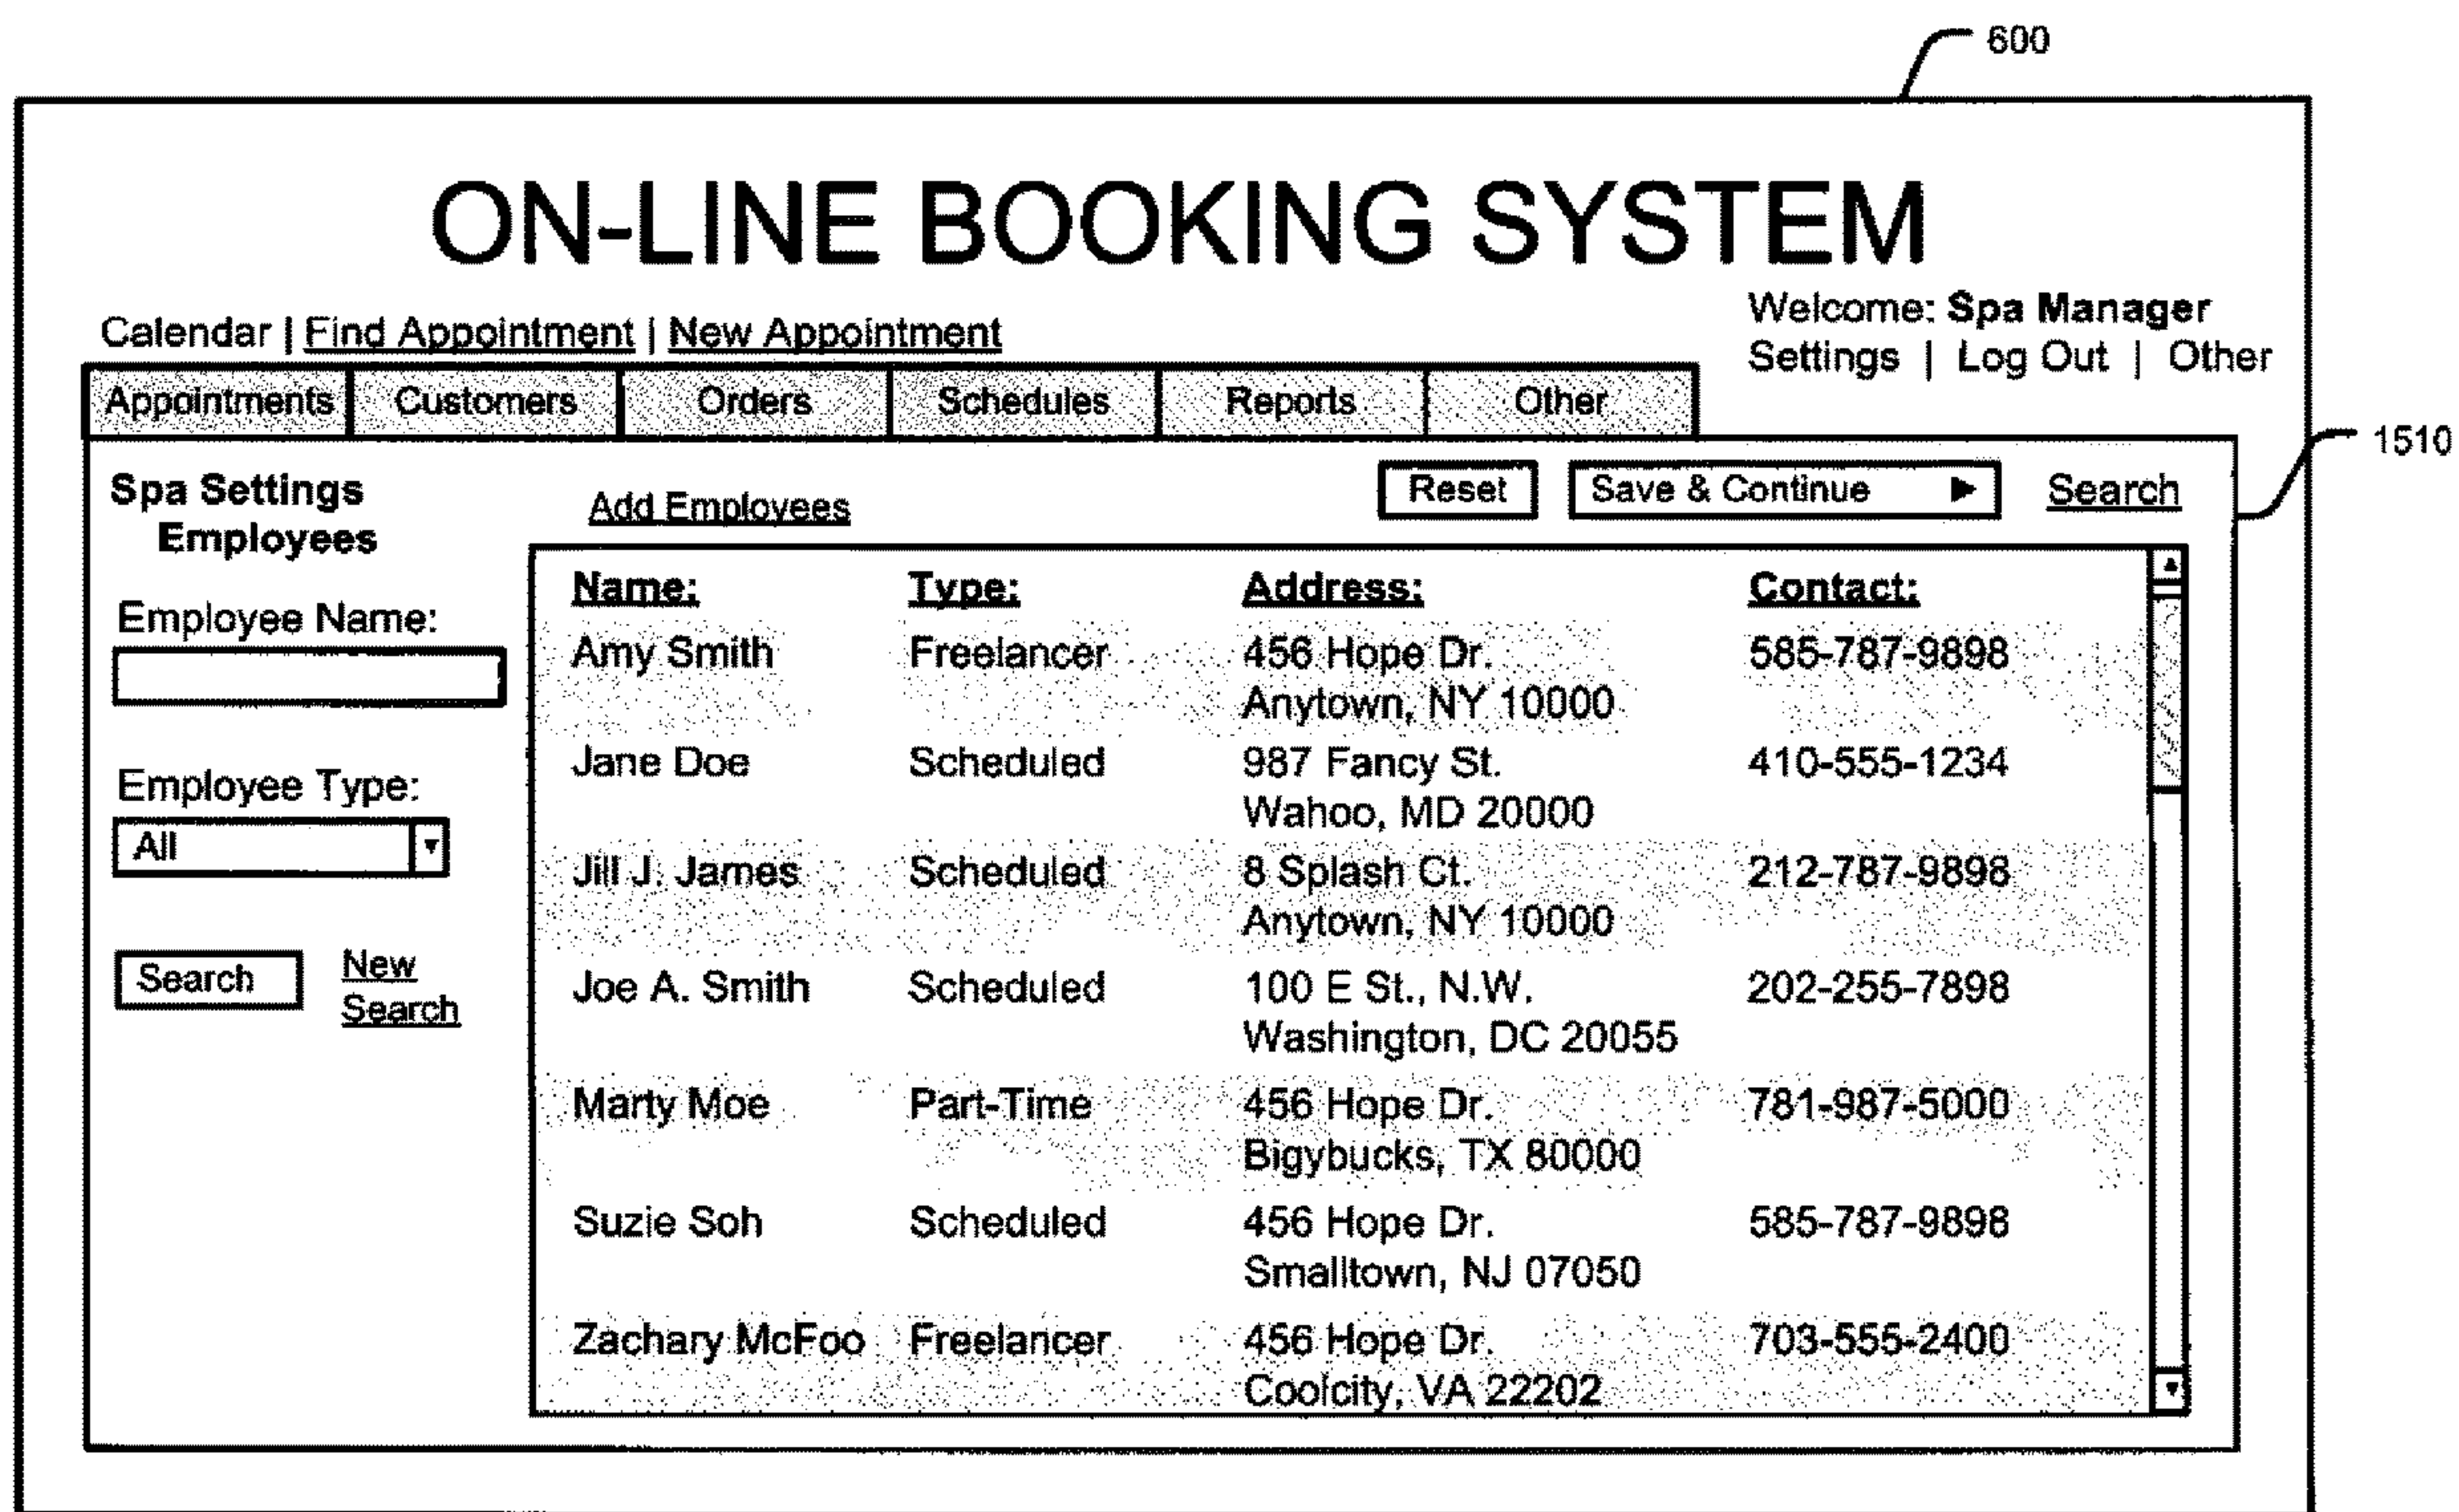 600
ON-LINE BOOKING SYSTEM
Welcome: Spa Manager
Calendar | Find Appointment | New Appointment
Settings | Log Out | Other
Appointments Customers Orders Schedules Reports Other
1510
Spa Settings
Employees
Add Employees Reset Save & Continue Search
Employee Name:
Employee Type:
All
Search New
Search
Name: Type: Address: Contact:
Amy Smith Freelancer 456 Hope Dr. 585-787-9898
Anytown, NY 10000
Jane Doe Scheduled 987 Fancy St. 410-555-1234
Wahoo, MD 20000
Jill J. James Scheduled 8 Splash Ct. 212-787-9898
Anytown, NY 10000
Joe A. Smith Scheduled 100 E St., N.W. 202-255-7898
Washington, DC 20055
Marty Moe Part-Time 456 Hope Dr. 781-987-5000
Bigybucks, TX 80000
Suzie Soh Scheduled 456 Hope Dr. 585-787-9898
Smalltown, NJ 07050
Zachary McFoo Freelancer 456 Hope Dr. 703-555-2400
Coolcity, VA 22202